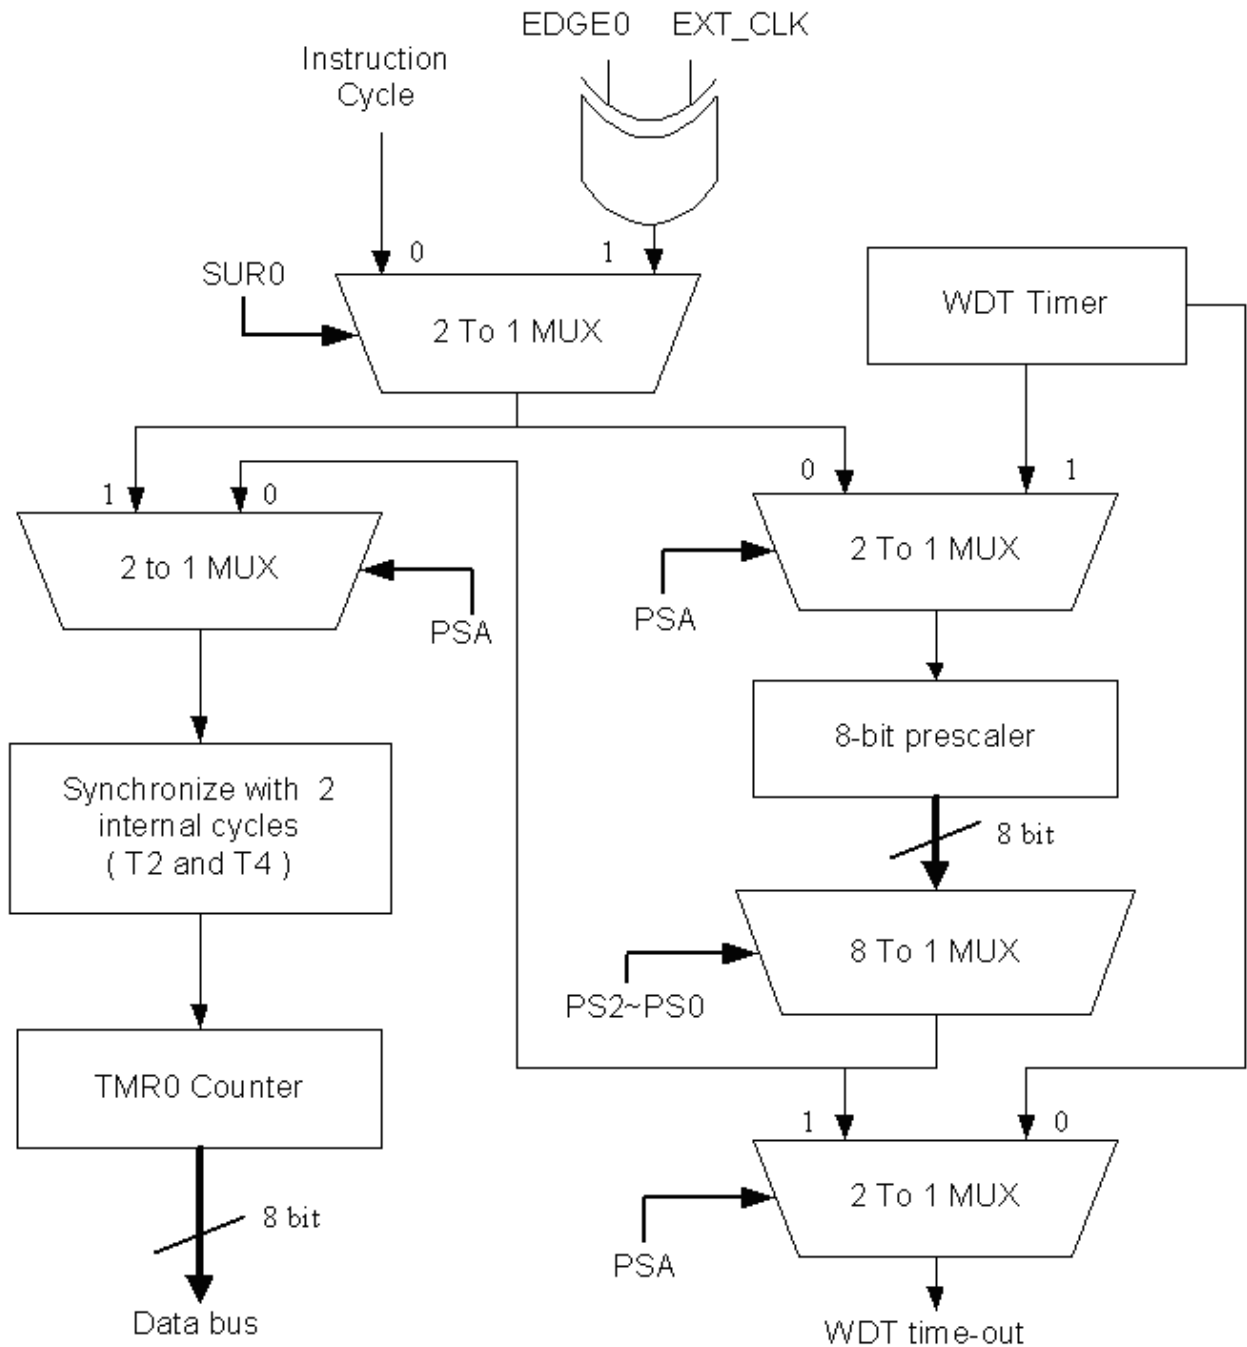 EDGE0 EXT_CLK
Instruction
Cycle
0 1
SUR0
2 To 1 MUX
WDT Timer
1 0
0 1
2 to 1 MUX
2 To 1 MUX
PSA
PSA
8-bit prescaler
Synchronize with 2
internal cycles
( T2 and T4 )
8 bit
8 To 1 MUX
PS2~PS0
TMR0 Counter
1 0
2 To 1 MUX
8 bit
PSA
Data bus
WDT time-out